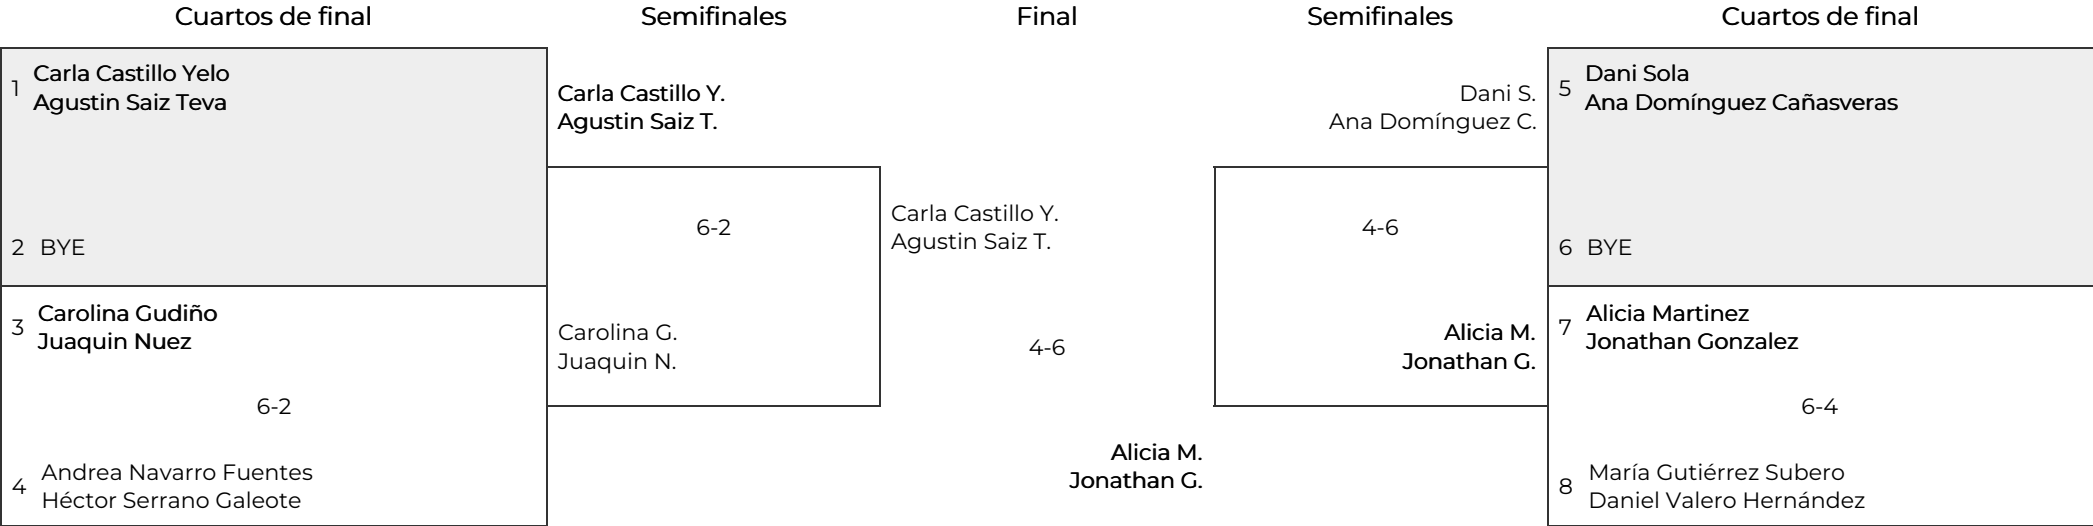 Cuartos de final
Semifinales
Final
Semifinales
Cuartos de final
1
Carla Castillo Yelo
Agustin Saiz Teva
2 BYE
3
Carolina Gudiño
Juaquin Nuez
6-2
4
Andrea Navarro Fuentes
Héctor Serrano Galeote
Carla Castillo Y.
Agustin Saiz T.
6-2
Carolina G.
Juaquin N.
Carla Castillo Y.
Agustin Saiz T.
4-6
Alicia M.
Jonathan G.
Dani S.
Ana Domínguez C.
4-6
Alicia M.
Jonathan G.
5
Dani Sola
Ana Domínguez Cañasveras
6 BYE
7
Alicia Martinez
Jonathan Gonzalez
6-4
8
María Gutiérrez Subero
Daniel Valero Hernández